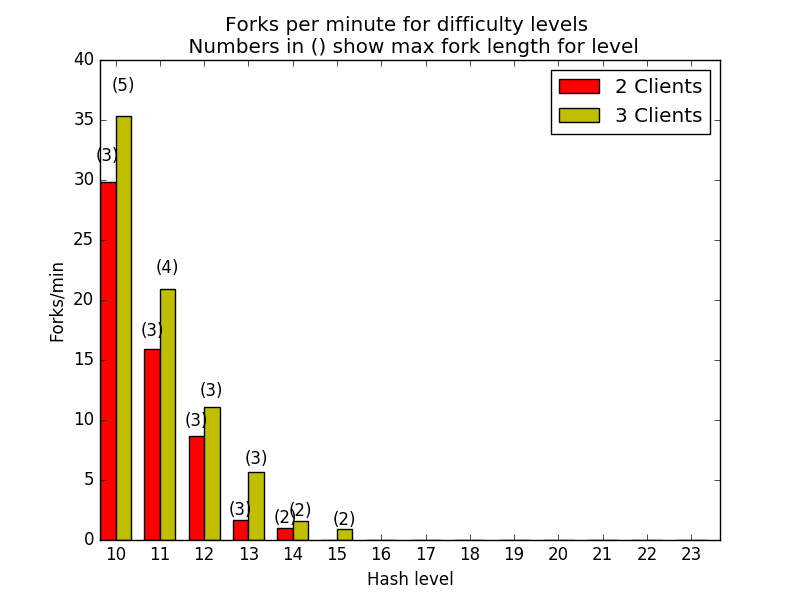 Forks per minute for difficulty levels
Numbers in () show max fork length for level
2 Clients
3 Clients
40
35
30
25
20
15
10
5
0
Forks/min
(3)
(5)
(3)
(4)
(3)
(3)
(3)
(3)
(2)
(2)
(2)
10 11 12 13 14 15 16 17 18 19 20 21 22 23
Hash level